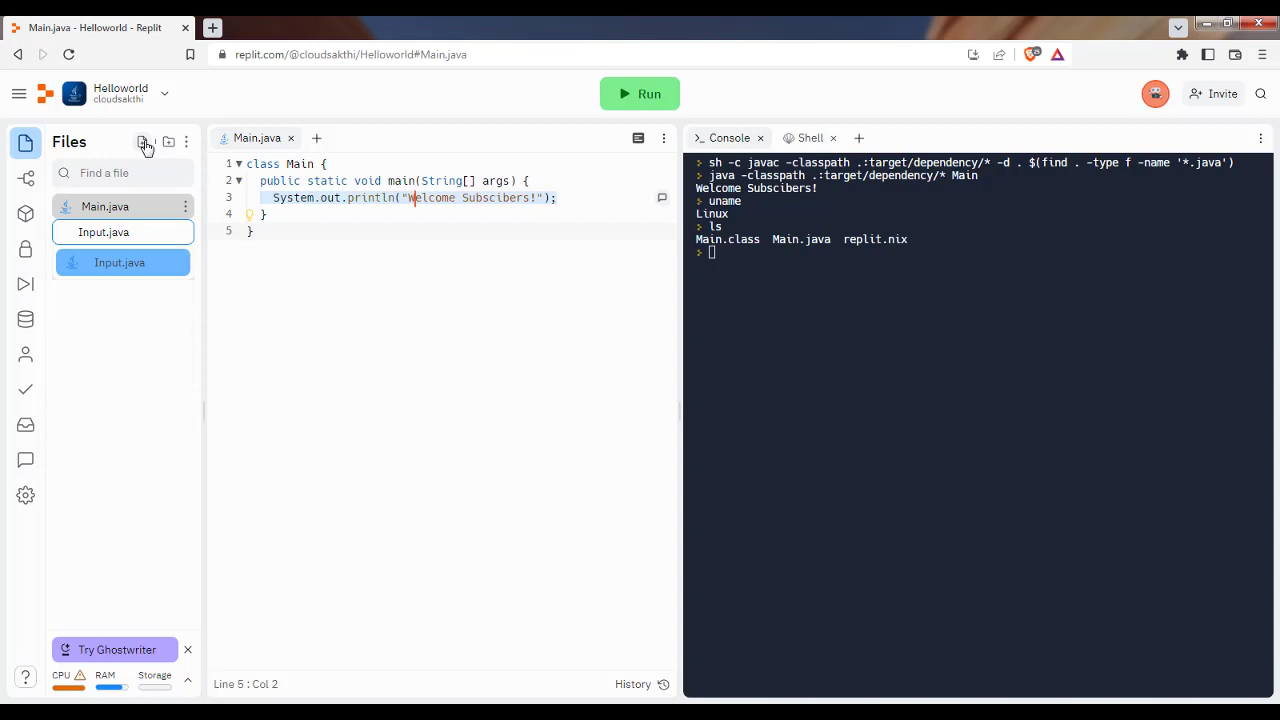 Main.java - Helloworld - Replit
replit.com/@cloudsakthi/Helloworld#Main.java
25
Helloworld
cloudsakthi
Run
Invite
Files
Find a file
Main.java
Input.java
Input.java
Try Ghostwriter
CPU RAM Storage
Main.java
1 class Main {
2 public static void main(String[] args) {
3 System.out.println("Welcome Subscibers!");
4 }
5 }
Line 5 : Col 2
History
Console
Shell
sh -c javac -classpath .:target/dependency/* -d . $(find . -type f -name '*.java')
java -classpath .:target/dependency/* Main
Welcome Subscibers!
uname
Linux
ls
Main.class Main.java replit.nix